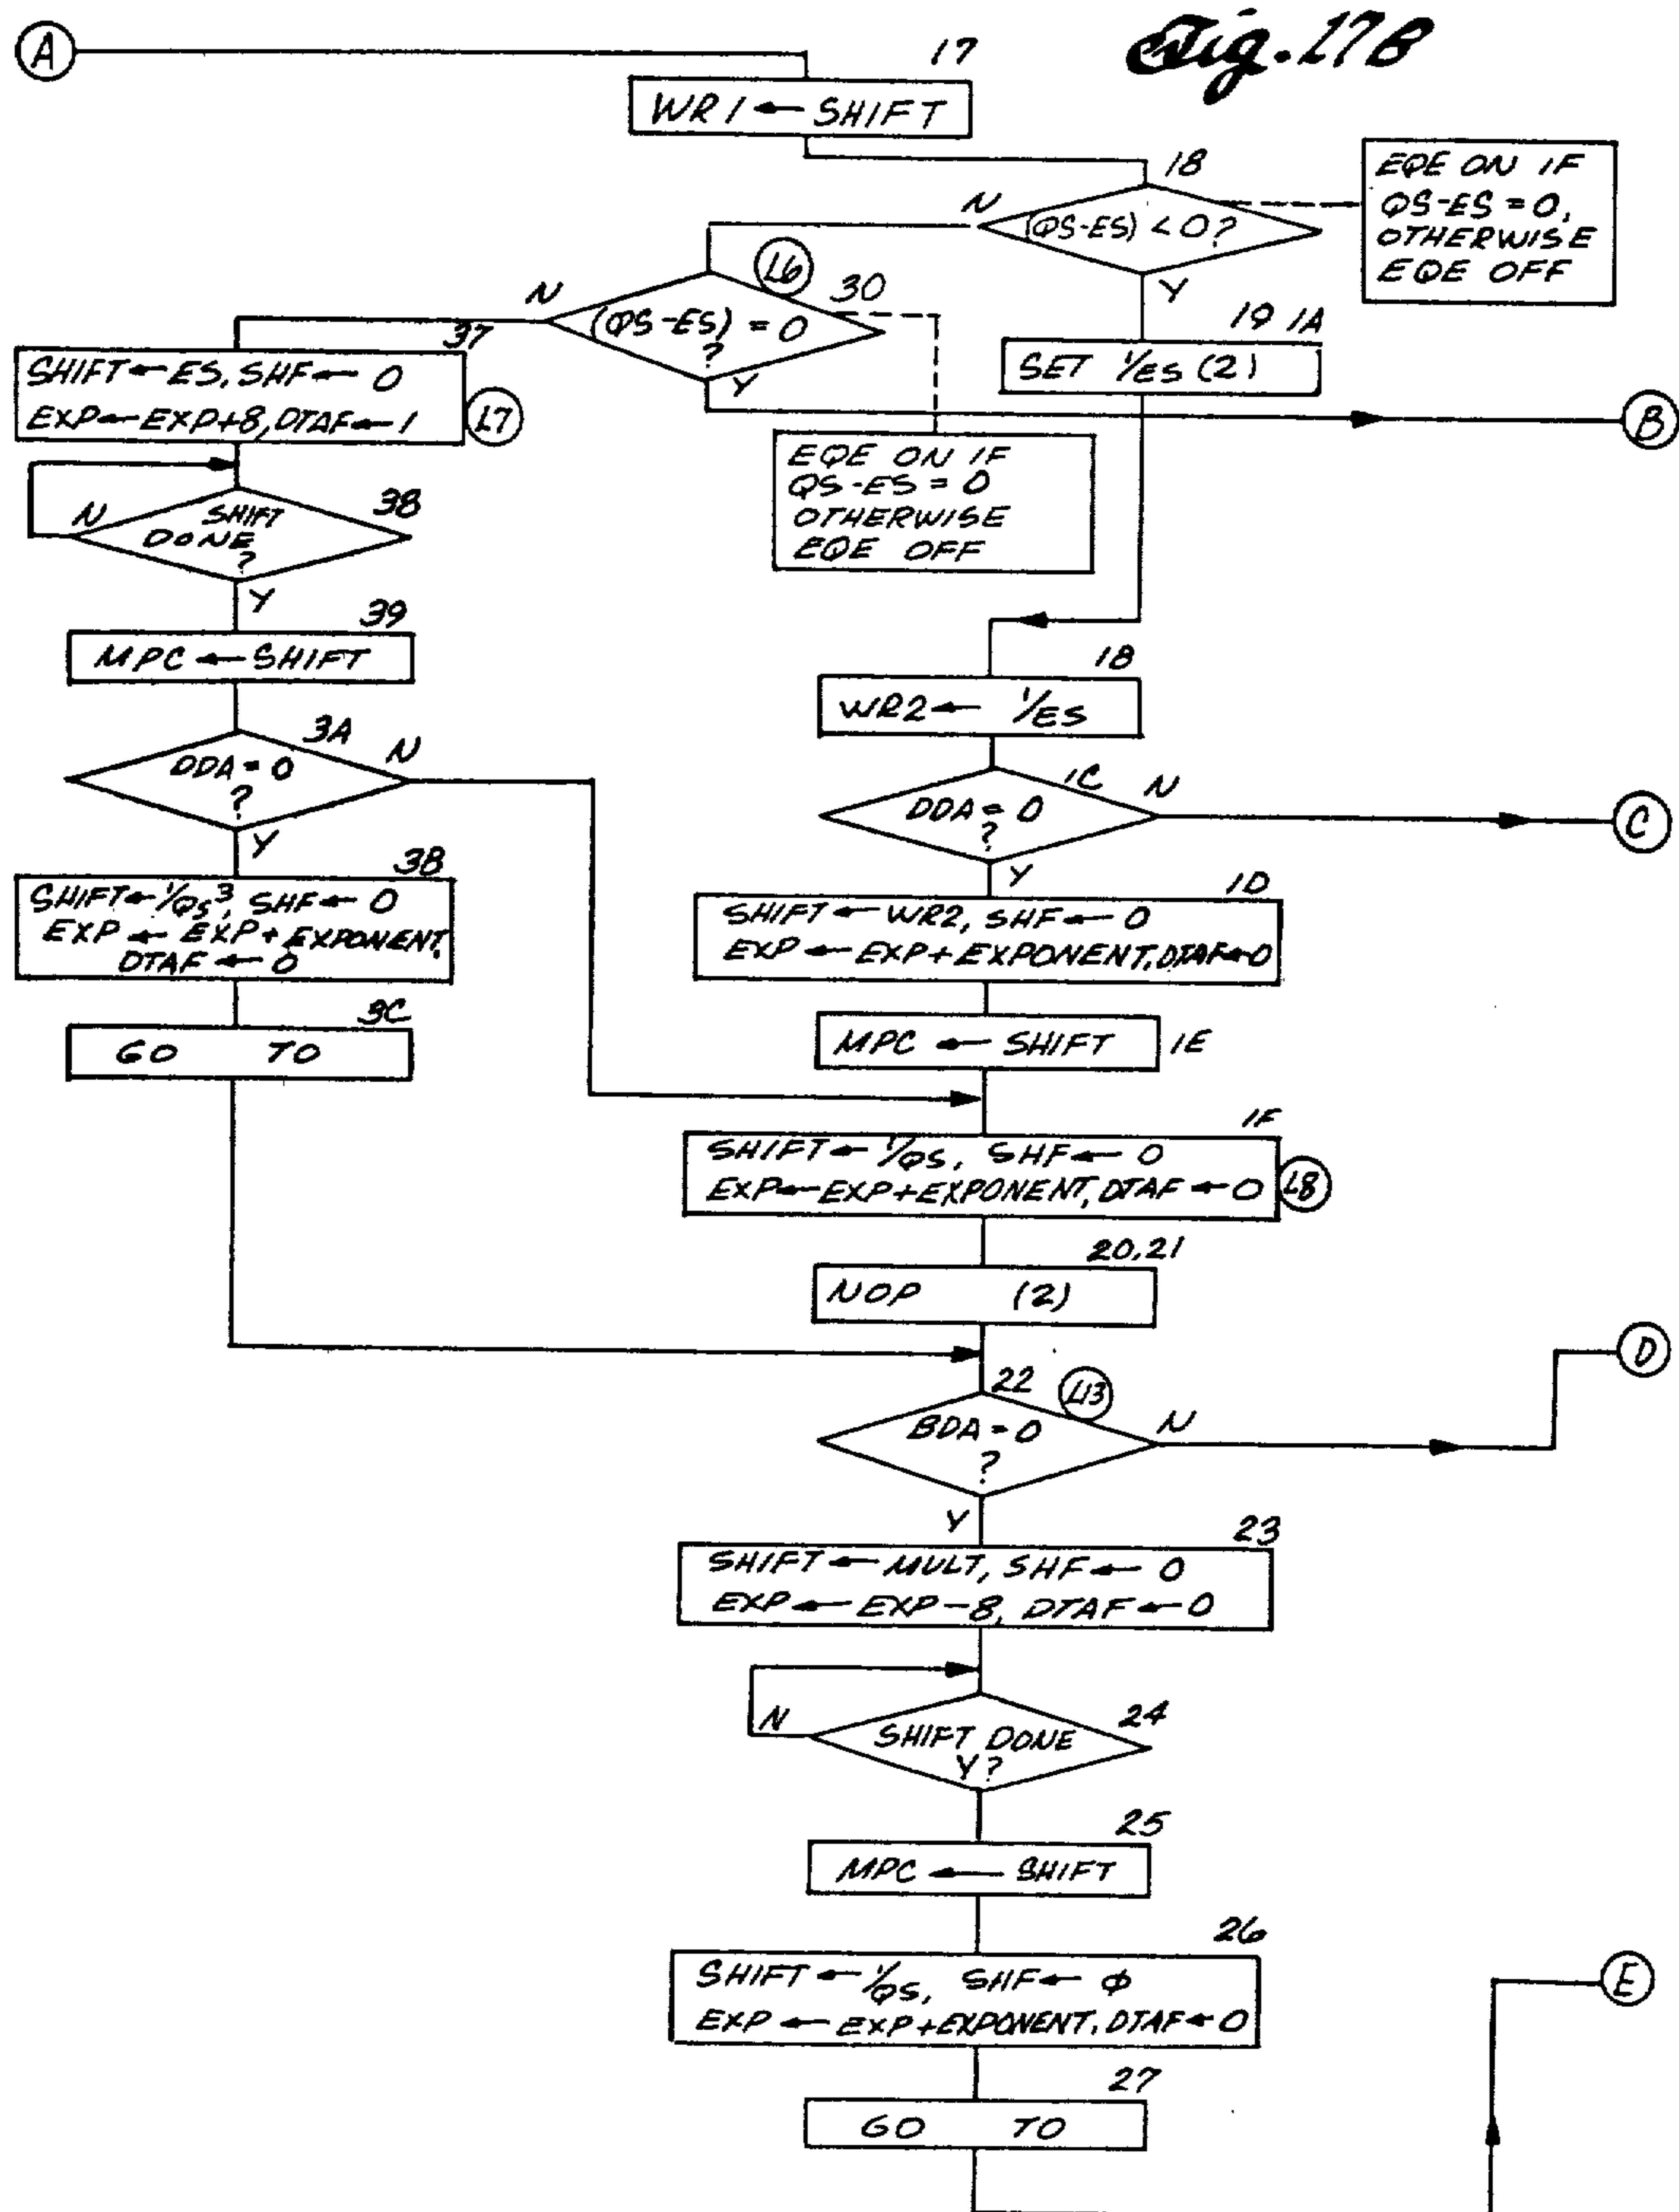 Fig. 17B
A
17
WR1 ← SHIFT
18
(QS-ES) < 0?
N
Y
EQE ON IF
QS-ES = 0,
OTHERWISE
EQE OFF
L6
30
(QS-ES) = 0
?
N
Y
19 1A
SET 1/ES (2)
B
EQE ON IF
QS-ES = 0
OTHERWISE
EQE OFF
37
SHIFT ← ES, SHF ← 0
EXP ← EXP+8, DTAF ← 1
L7
38
SHIFT
DONE
?
N
Y
39
MPC ← SHIFT
3A
DDA = 0
?
N
Y
3B
SHIFT ← 1/QS³, SHF ← 0
EXP ← EXP + EXPONENT,
DTAF ← 0
3C
GO TO
1B
WR2 ← 1/ES
1C
DDA = 0
?
N
Y
C
1D
SHIFT ← WR2, SHF ← 0
EXP ← EXP + EXPONENT, DTAF ← 0
MPC ← SHIFT
1E
1F
SHIFT ← 1/QS, SHF ← 0
EXP ← EXP + EXPONENT, DTAF ← 0
L8
20,21
NOP (2)
D
22
L13
BDA = 0
?
N
Y
23
SHIFT ← MULT, SHF ← 0
EXP ← EXP - 8, DTAF ← 0
24
SHIFT DONE
Y?
N
25
MPC ← SHIFT
26
SHIFT ← 1/QS, SHF ← φ
EXP ← EXP + EXPONENT, DTAF ← 0
E
27
GO TO